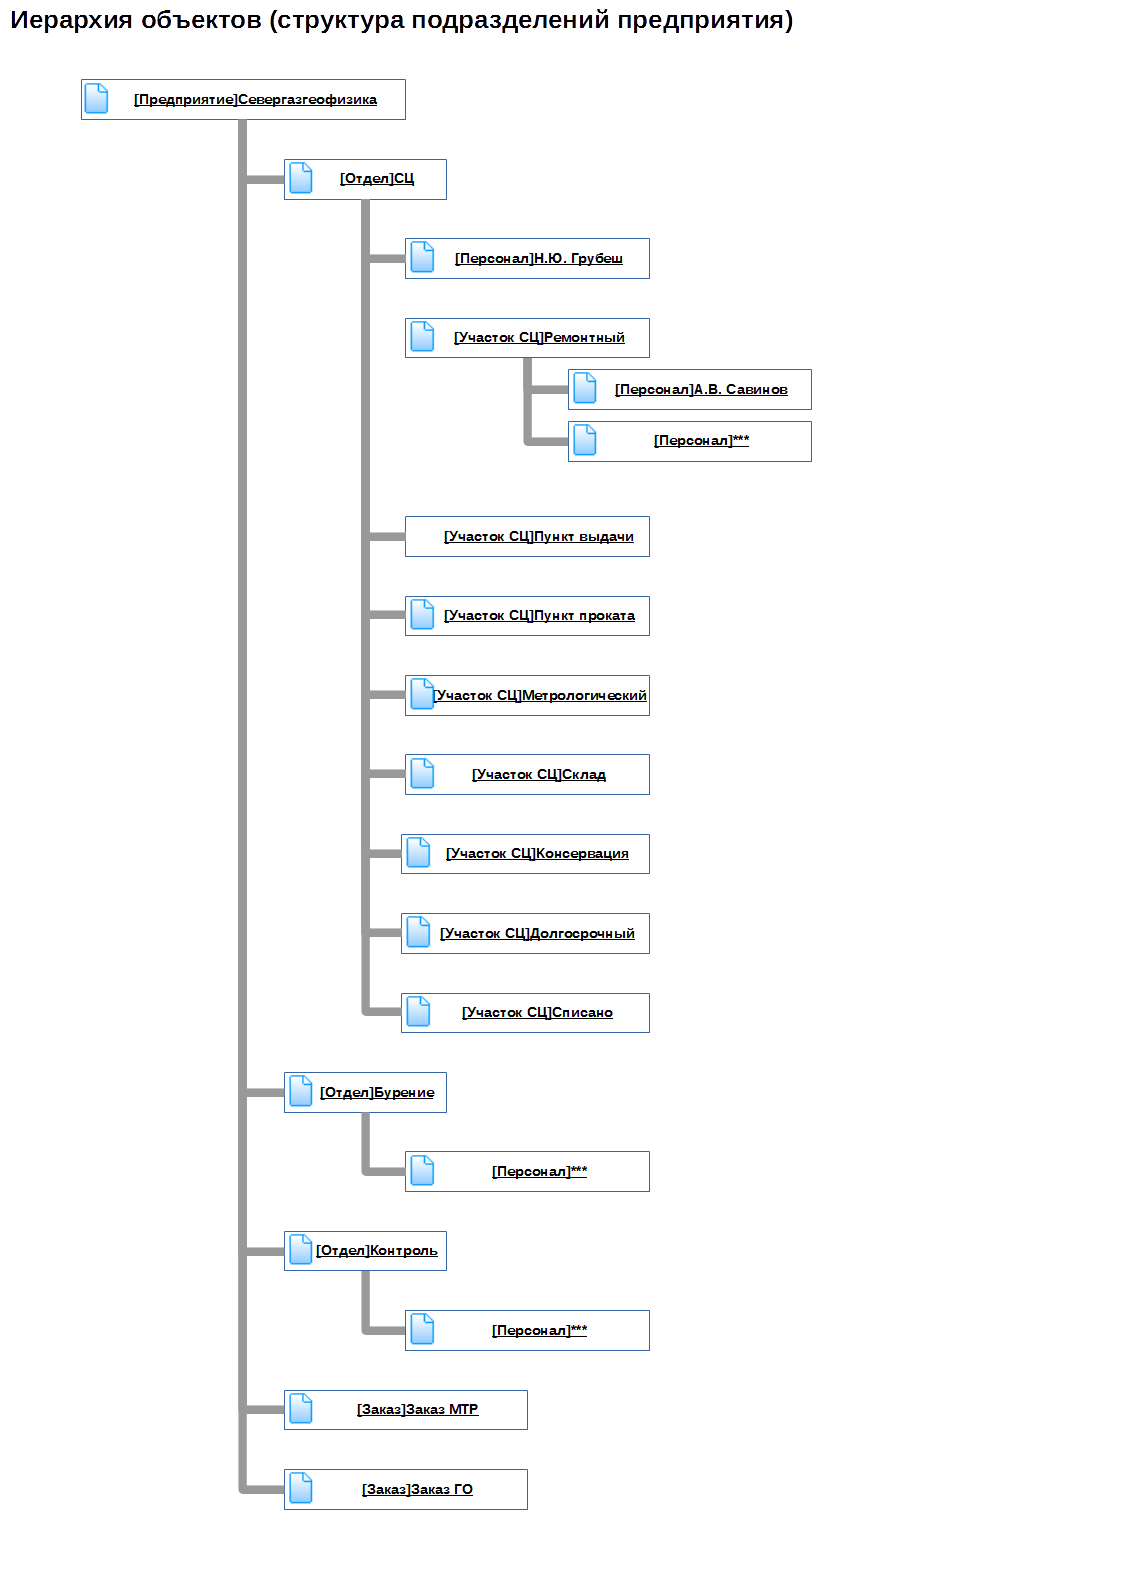 Иерархия объектов (структура подразделений предприятия)
[Предприятие]Севергазгеофизика
[Отдел]СЦ
[Персонал]Н.Ю. Грубеш
[Участок СЦ]Ремонтный
[Персонал]А.В. Савинов
[Персонал]***
[Участок СЦ]Пункт выдачи
[Участок СЦ]Пункт проката
[Участок СЦ]Метрологический
[Участок СЦ]Склад
[Участок СЦ]Консервация
[Участок СЦ]Долгосрочный
[Участок СЦ]Списано
[Отдел]Бурение
[Персонал]***
[Отдел]Контроль
[Персонал]***
[Заказ]Заказ МТР
[Заказ]Заказ ГО